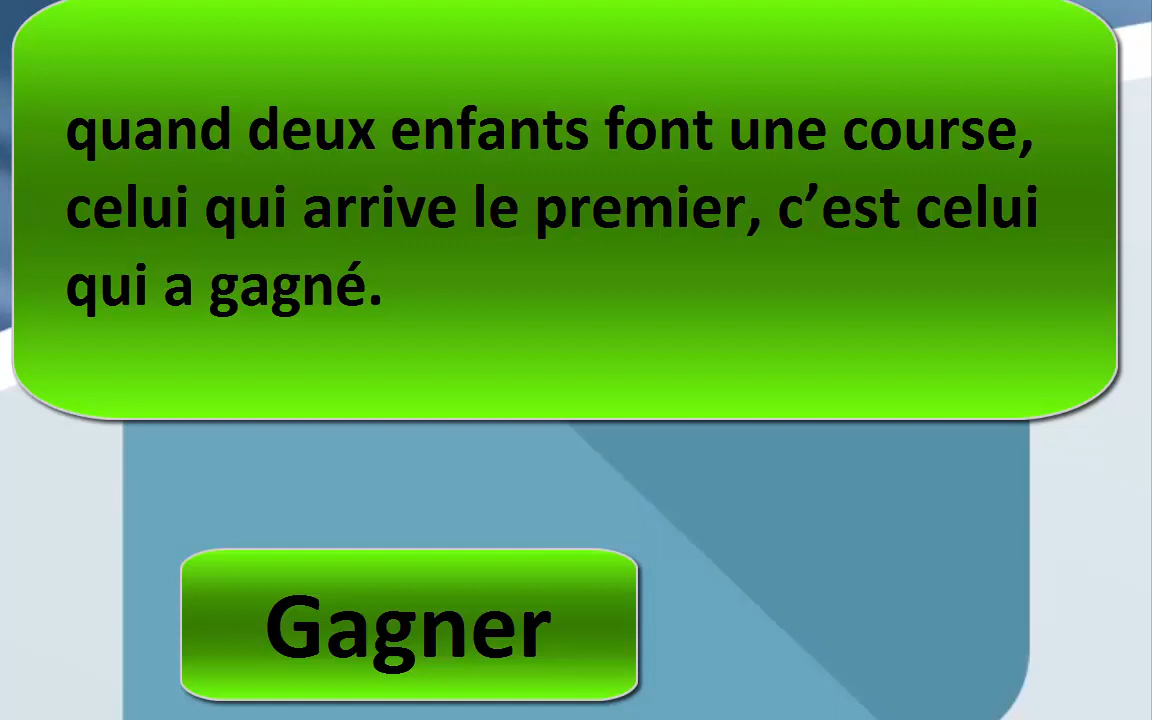 quand deux enfants font une course,
celui qui arrive le premier, c’est celui
qui a gagné.
Gagner